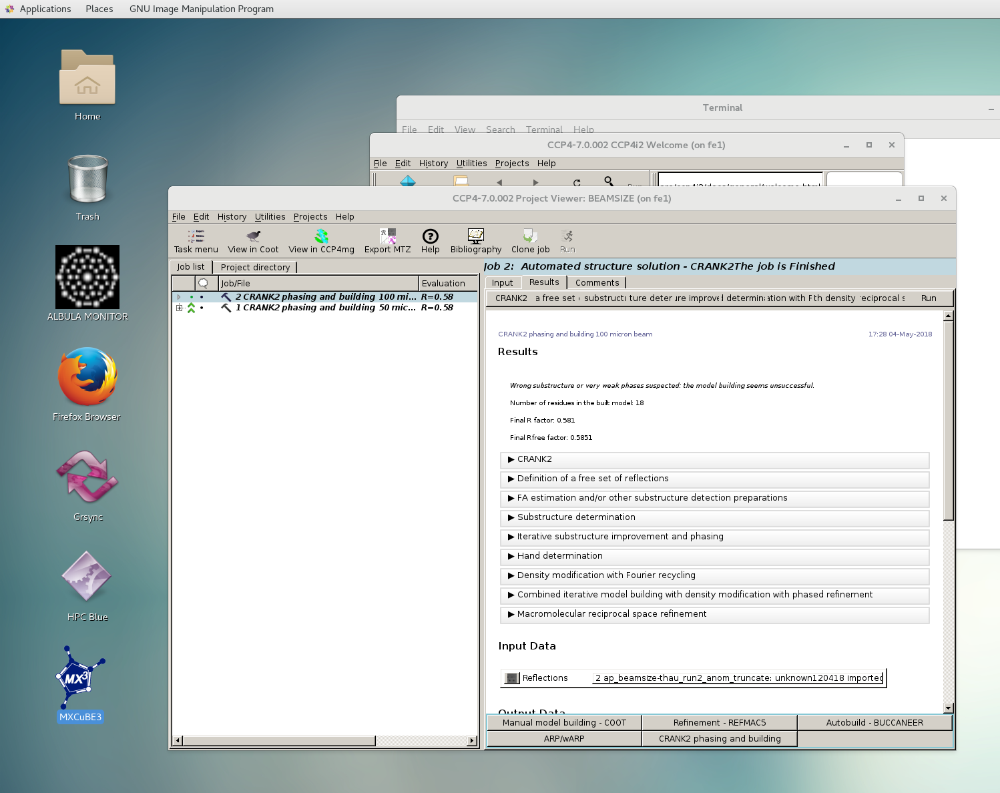 Applications Places GNU Image Manipulation Program
Home
Trash
ALBULA MONITOR
Firefox Browser
Grsync
HPC Blue
MX3
MXCuBE3
Terminal
File Edit View Search Terminal Help
CCP4-7.0.002 CCP4i2 Welcome (on fe1)
File Edit History Utilities Projects Help
CCP4-7.0.002 Project Viewer: BEAMSIZE (on fe1)
File Edit History Utilities Projects Help
Task menu View in Coot View in CCP4mg Export MTZ Help Bibliography Clone job Run
Job list Project directory
Job/File Evaluation
2 CRANK2 phasing and building 100 mi... R=0.58
1 CRANK2 phasing and building 50 mic... R=0.58
Job 2: Automated structure solution - CRANK2The job is Finished
Input Results Comments
CRANK2 a free set substructu ture deter ure improve determin ation with F th density reciprocal s Run
CRANK2 phasing and building 100 micron beam 17:28 04-May-2018
Results
Wrong substructure or very weak phases suspected: the model building seems unsuccessful.
Number of residues in the built model: 18
Final R factor: 0.581
Final Rfree factor: 0.5851
▶ CRANK2
▶ Definition of a free set of reflections
▶ FA estimation and/or other substructure detection preparations
▶ Substructure determination
▶ Iterative substructure improvement and phasing
▶ Hand determination
▶ Density modification with Fourier recycling
▶ Combined iterative model building with density modification with phased refinement
▶ Macromolecular reciprocal space refinement
Input Data
Reflections 2 ap_beamsize-thau_run2_anom_truncate: unknown120418 imported
Output Data
Manual model building - COOT Refinement - REFMAC5 Autobuild - BUCCANEER
ARP/wARP CRANK2 phasing and building